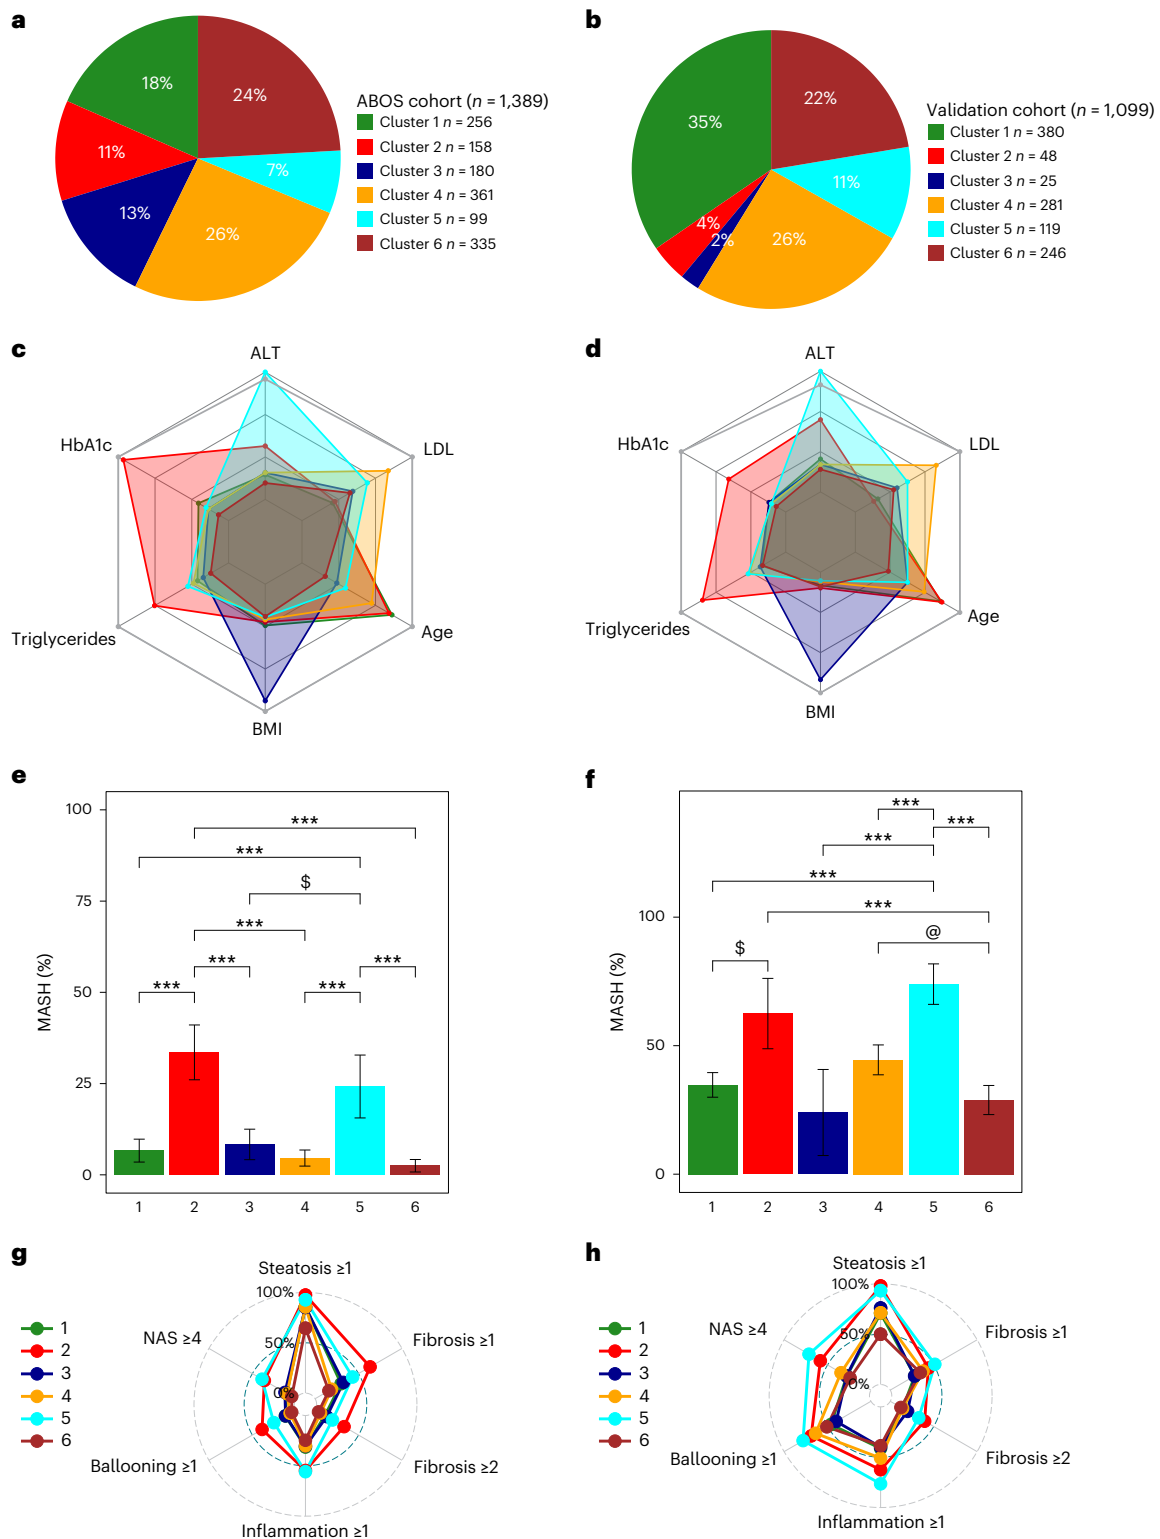 a
18%
24%
11%
7%
13%
26%
ABOS cohort (n = 1,389)
Cluster 1 n = 256
Cluster 2 n = 158
Cluster 3 n = 180
Cluster 4 n = 361
Cluster 5 n = 99
Cluster 6 n = 335
b
35%
22%
11%
4%
2%
26%
Validation cohort (n = 1,099)
Cluster 1 n = 380
Cluster 2 n = 48
Cluster 3 n = 25
Cluster 4 n = 281
Cluster 5 n = 119
Cluster 6 n = 246
c
ALT
HbA1c
LDL
Triglycerides
Age
BMI
d
ALT
HbA1c
LDL
Triglycerides
Age
BMI
e
MASH (%)
100
75
50
25
0
***
***
$
***
***
***
***
***
1 2 3 4 5 6
f
MASH (%)
100
50
0
***
***
***
***
***
@
$
1 2 3 4 5 6
g
1
2
3
4
5
6
Steatosis ≥1
100%
50%
0%
NAS ≥4
Fibrosis ≥1
Ballooning ≥1
Fibrosis ≥2
Inflammation ≥1
h
1
2
3
4
5
6
Steatosis ≥1
100%
50%
0%
NAS ≥4
Fibrosis ≥1
Ballooning ≥1
Fibrosis ≥2
Inflammation ≥1